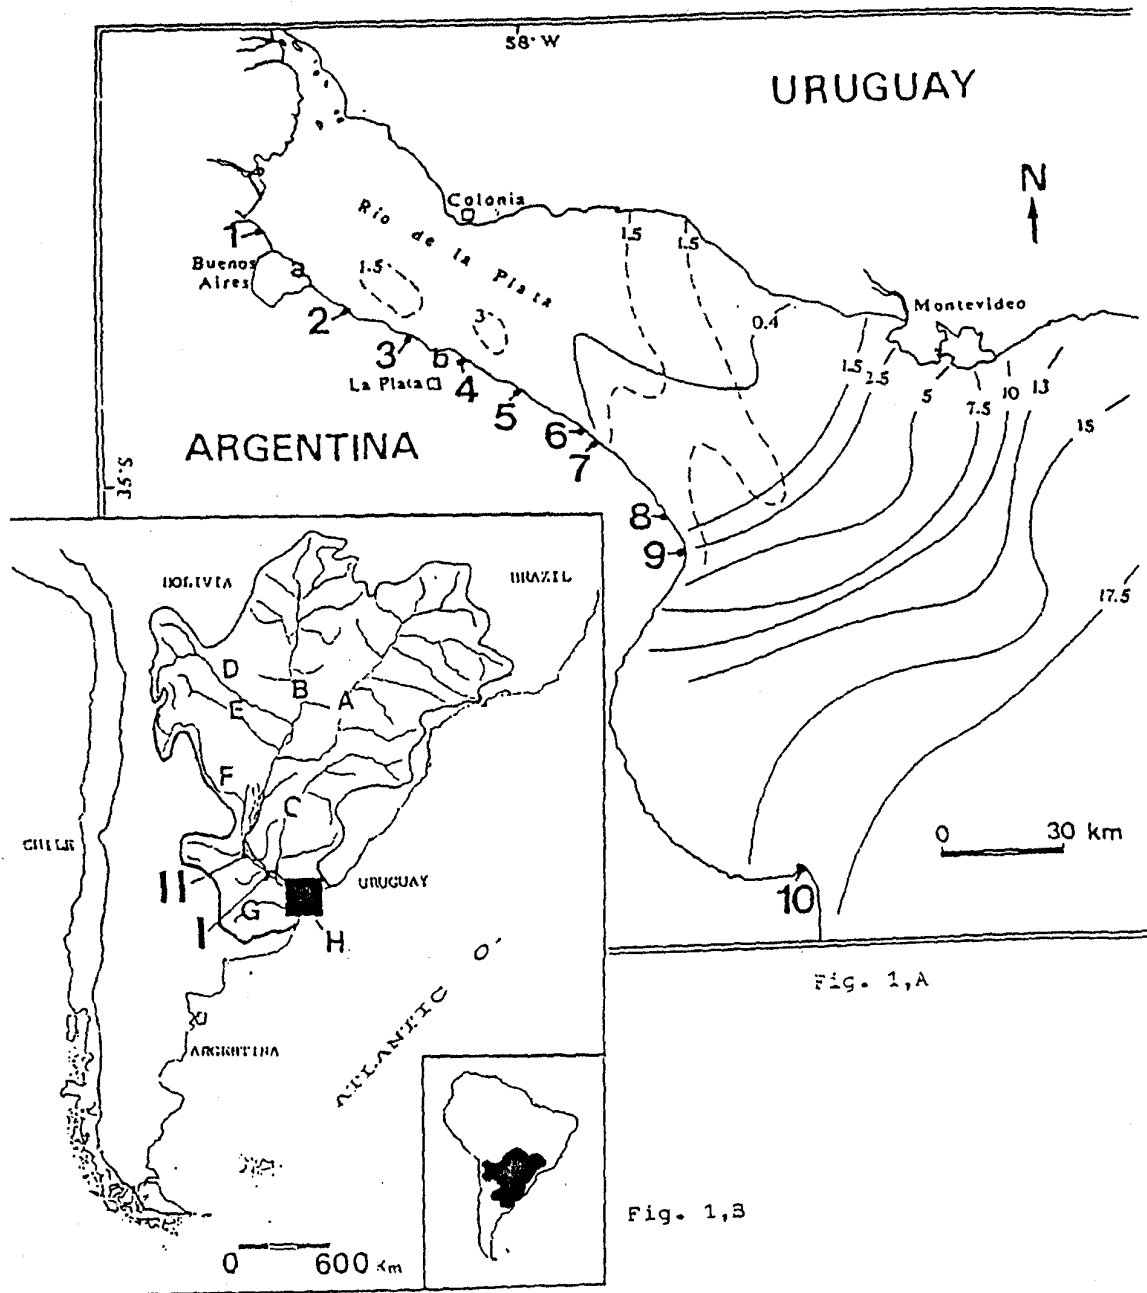 58° W
URUGUAY
N
Colonia
Río de la Plata
1
Buenos
Aires
a
1.5
2
3
3
b
La Plata
4
5
6
7
8
9
10
ARGENTINA
35°S
1.5
1.5
0.4
Montevideo
1.5
2.5
5
7.5
10
13
15
17.5
0 30 km
Fig. 1,A
BOLIVIA
BRAZIL
D
B
A
E
F
C
CHILE
II
I
G
H
URUGUAY
ARGENTINA
ATLANTIC
O
0 600 Km
Fig. 1,B